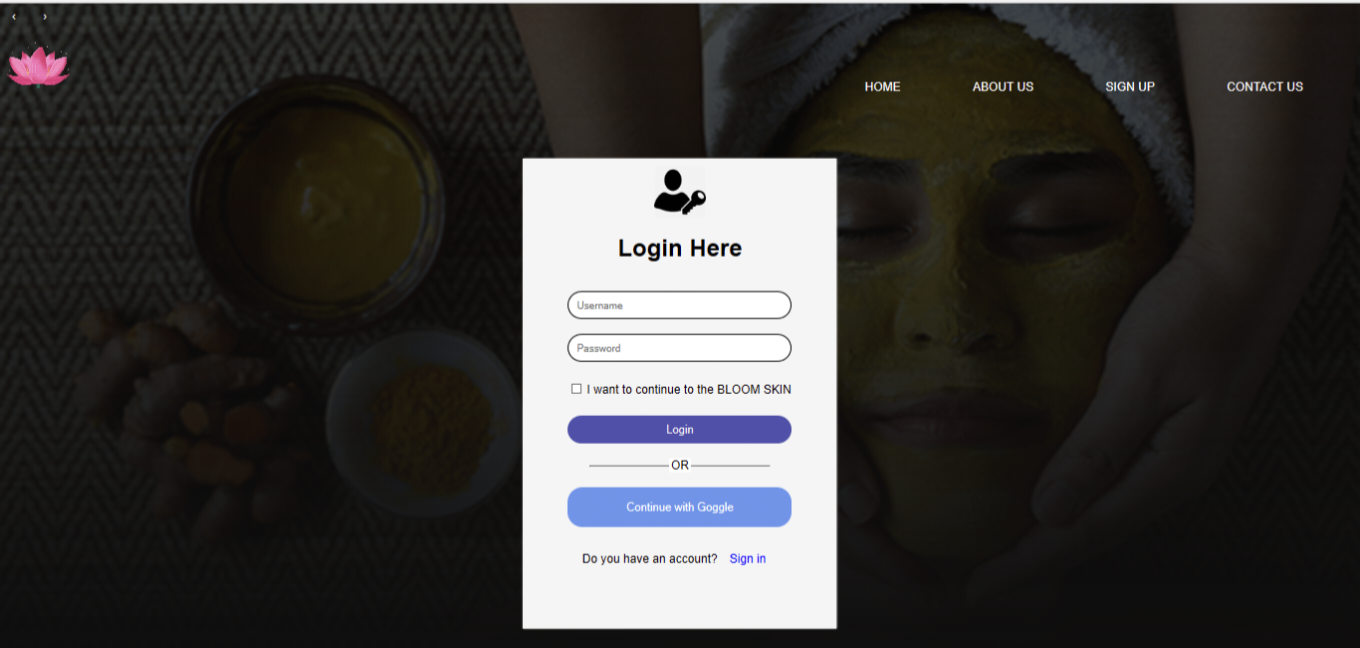 ‹ ›
HOME ABOUT US SIGN UP CONTACT US
Login Here
Username
Password
I want to continue to the BLOOM SKIN
Login
OR
Continue with Goggle
Do you have an account? Sign in